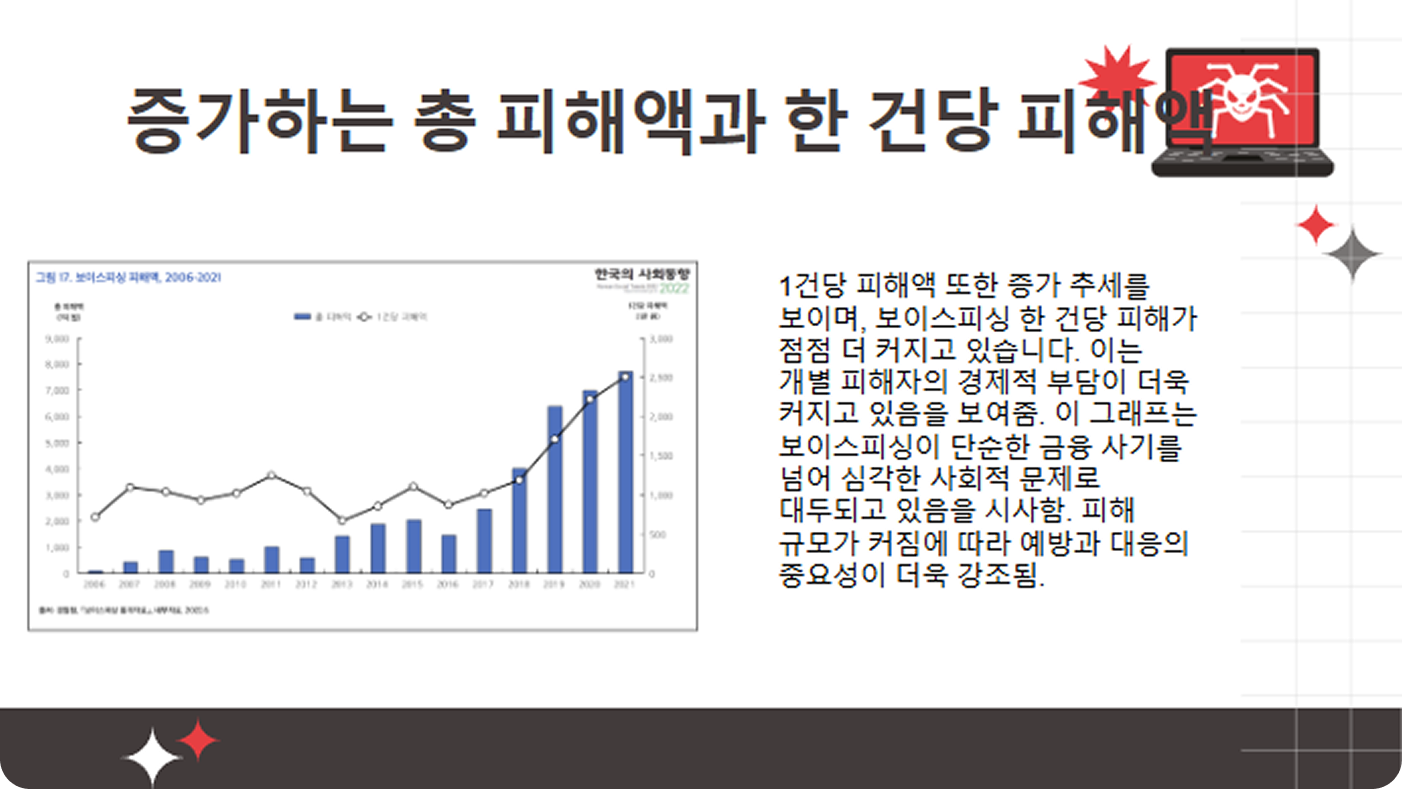 증가하는 총 피해액과 한 건당 피해액
그림 17. 보이스피싱 피해액, 2006-2021
한국의 사회동향
2022
총 피해액
(억 원)
1건당 피해액
(만 원)
총 피해액 1건당 피해액
9,000
8,000
7,000
6,000
5,000
4,000
3,000
2,000
1,000
0
3,000
2,500
2,000
1,500
1,000
500
0
2006 2007 2008 2009 2010 2011 2012 2013 2014 2015 2016 2017 2018 2019 2020 2021
출처: 경찰청, 「보이스피싱
1건당 피해액 또한 증가 추세를
보이며, 보이스피싱 한 건당 피해가
점점 더 커지고 있습니다. 이는
개별 피해자의 경제적 부담이 더욱
커지고 있음을 보여줌. 이 그래프는
보이스피싱이 단순한 금융 사기를
넘어 심각한 사회적 문제로
대두되고 있음을 시사함. 피해
규모가 커짐에 따라 예방과 대응의
중요성이 더욱 강조됨.